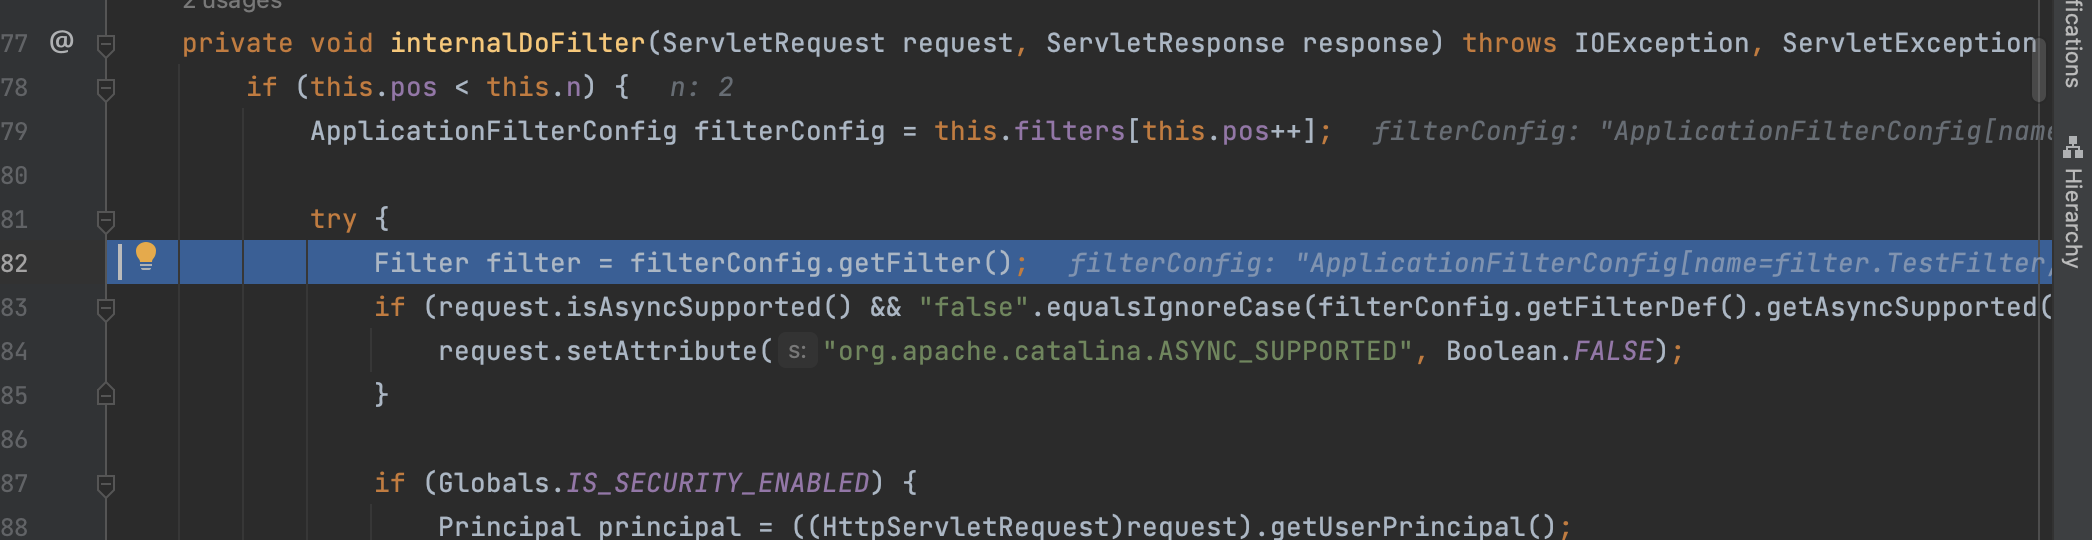 2 usages
77 @ private void internalDoFilter(ServletRequest request, ServletResponse response) throws IOException, ServletException
78 if (this.pos < this.n) { n: 2
79 ApplicationFilterConfig filterConfig = this.filters[this.pos++]; filterConfig: "ApplicationFilterConfig[name
80
81 try {
82 Filter filter = filterConfig.getFilter(); filterConfig: "ApplicationFilterConfig[name=filter.TestFilter,
83 if (request.isAsyncSupported() && "false".equalsIgnoreCase(filterConfig.getFilterDef().getAsyncSupported(
84 request.setAttribute( s: "org.apache.catalina.ASYNC_SUPPORTED", Boolean.FALSE);
85 }
86
87 if (Globals.IS_SECURITY_ENABLED) {
88 Principal principal = ((HttpServletRequest)request).getUserPrincipal();
fications
Hierarchy